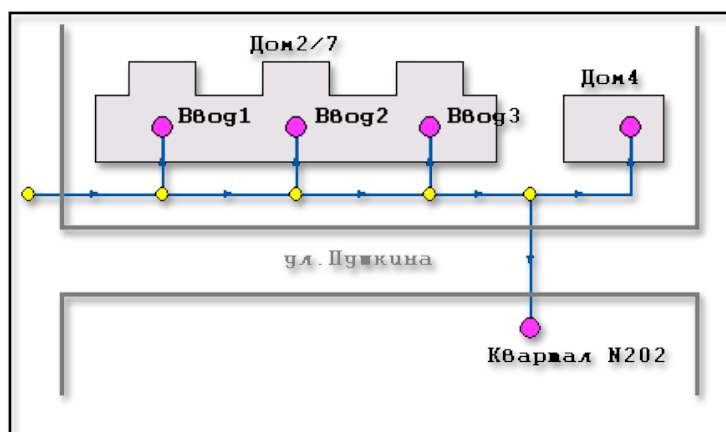 Дом2/7
Дом4
Ввод1
Ввод2
Ввод3
ул.Пушкина
Квартал N202